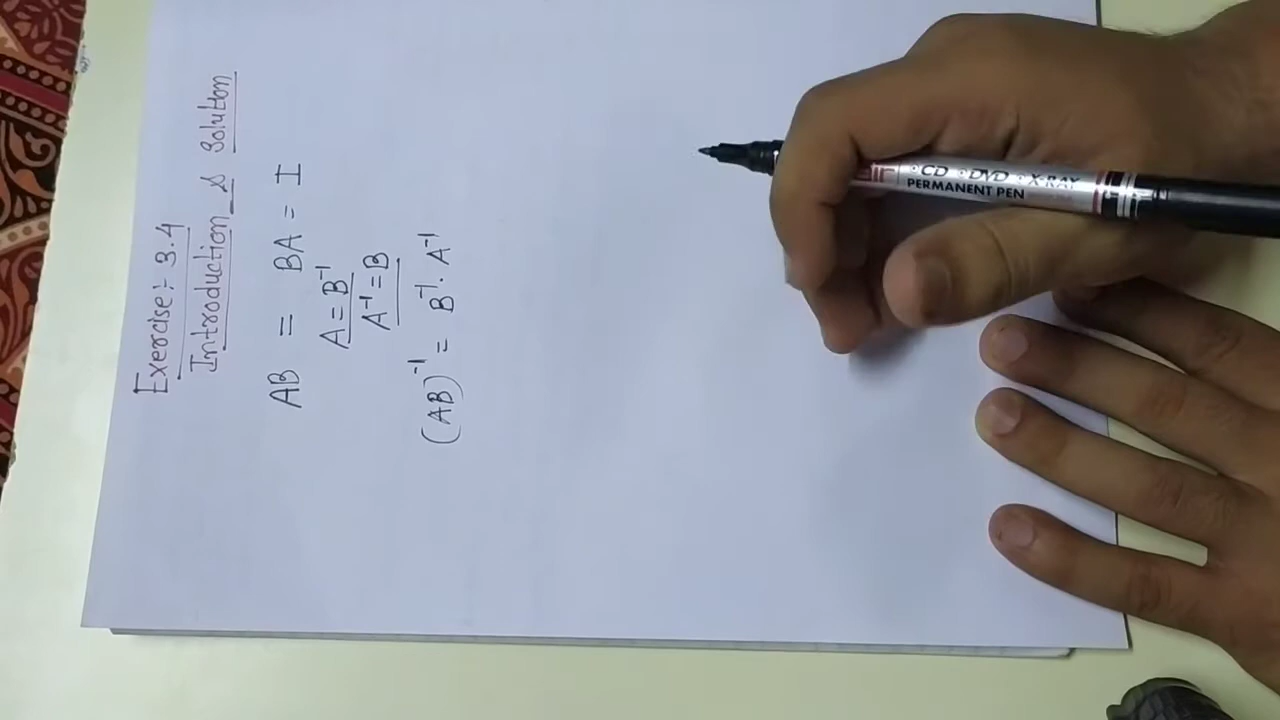 Exercise:- 3.4
Introduction & Solution
AB = BA = I
A = B⁻¹
A⁻¹ = B
(AB)⁻¹ = B⁻¹. A⁻¹
•CD •DVD •X-RAY
PERMANENT PEN